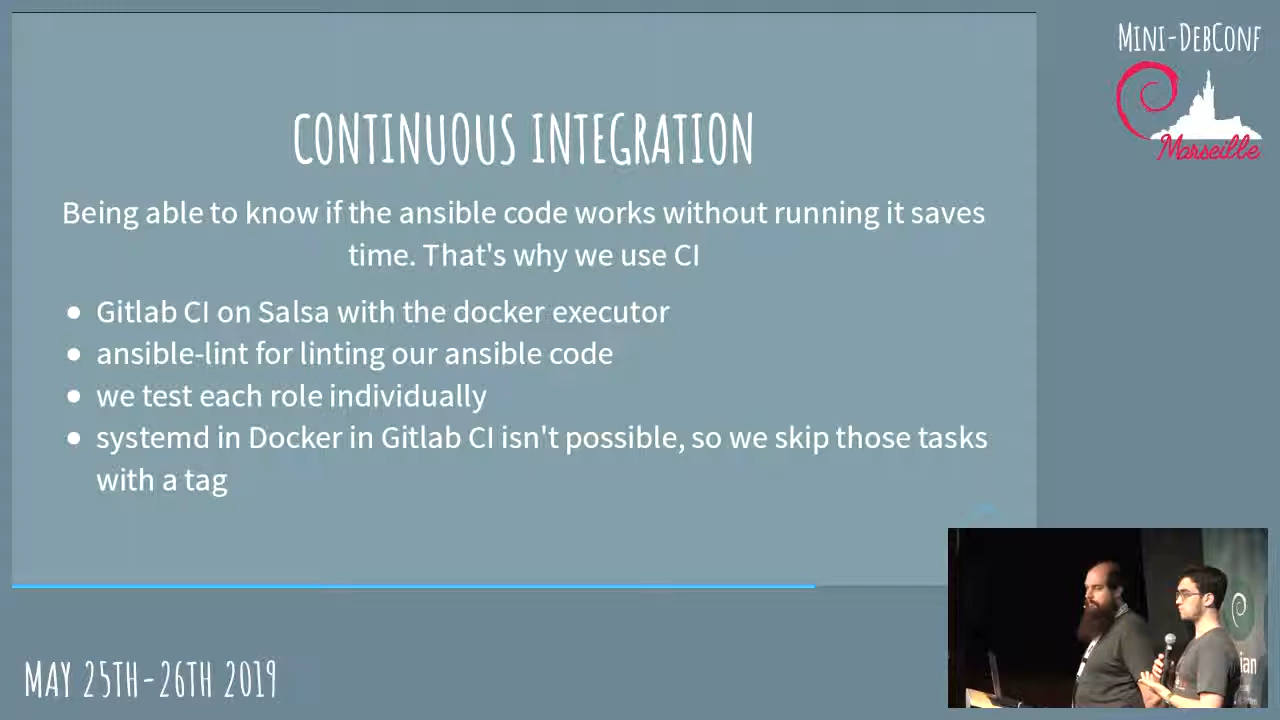 MINI-DEBCONF
Marseille
CONTINUOUS INTEGRATION
Being able to know if the ansible code works without running it saves
time. That's why we use CI
Gitlab CI on Salsa with the docker executor
ansible-lint for linting our ansible code
we test each role individually
systemd in Docker in Gitlab CI isn't possible, so we skip those tasks
with a tag
MAY 25TH-26TH 2019
ian